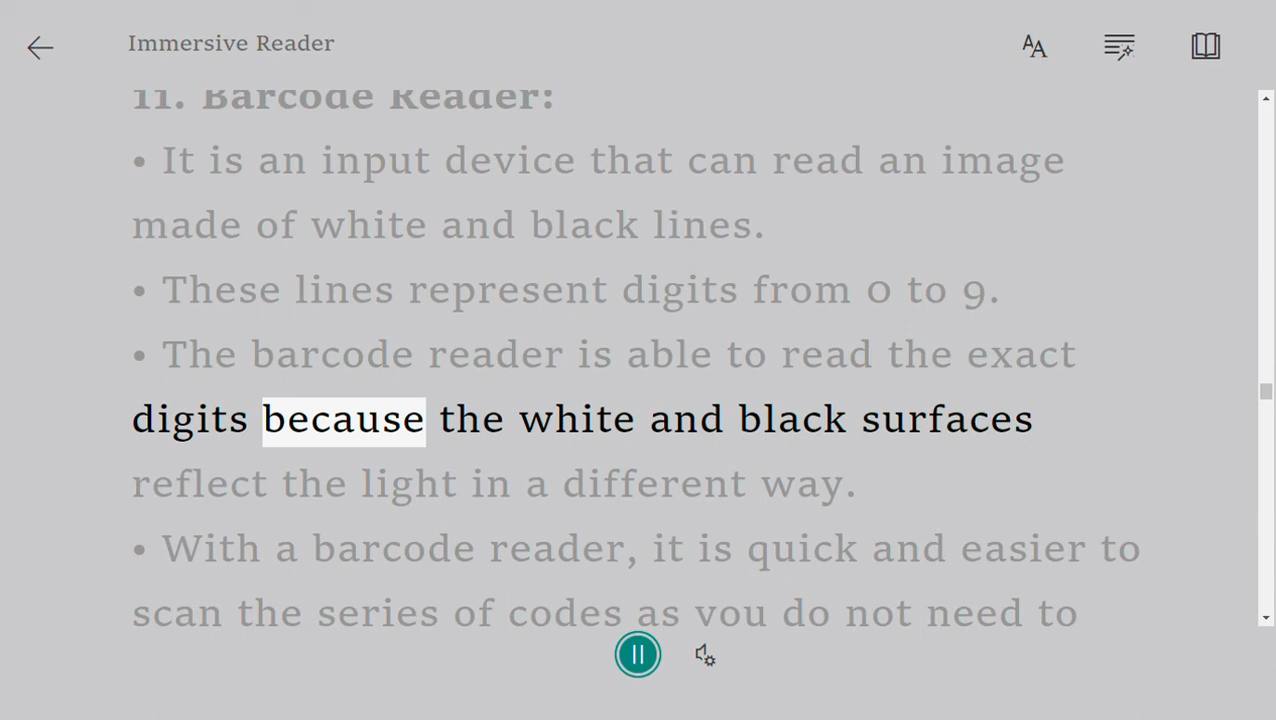 Immersive Reader
11. Barcode Reader:
• It is an input device that can read an image
made of white and black lines.
• These lines represent digits from 0 to 9.
• The barcode reader is able to read the exact
digits because the white and black surfaces
reflect the light in a different way.
• With a barcode reader, it is quick and easier to
scan the series of codes as you do not need to